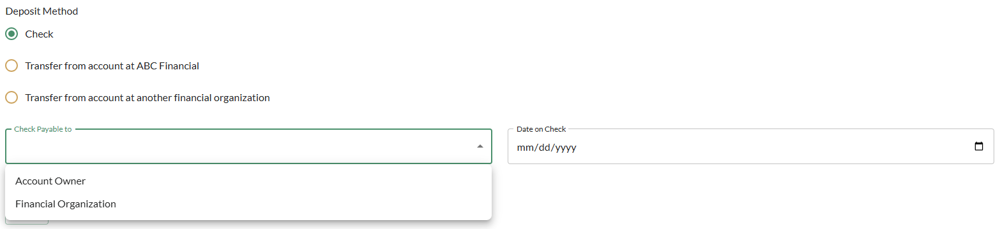 Deposit Method
Check
Transfer from account at ABC Financial
Transfer from account at another financial organization
Check Payable to
Date on Check
mm/dd/yyyy
Account Owner
Financial Organization